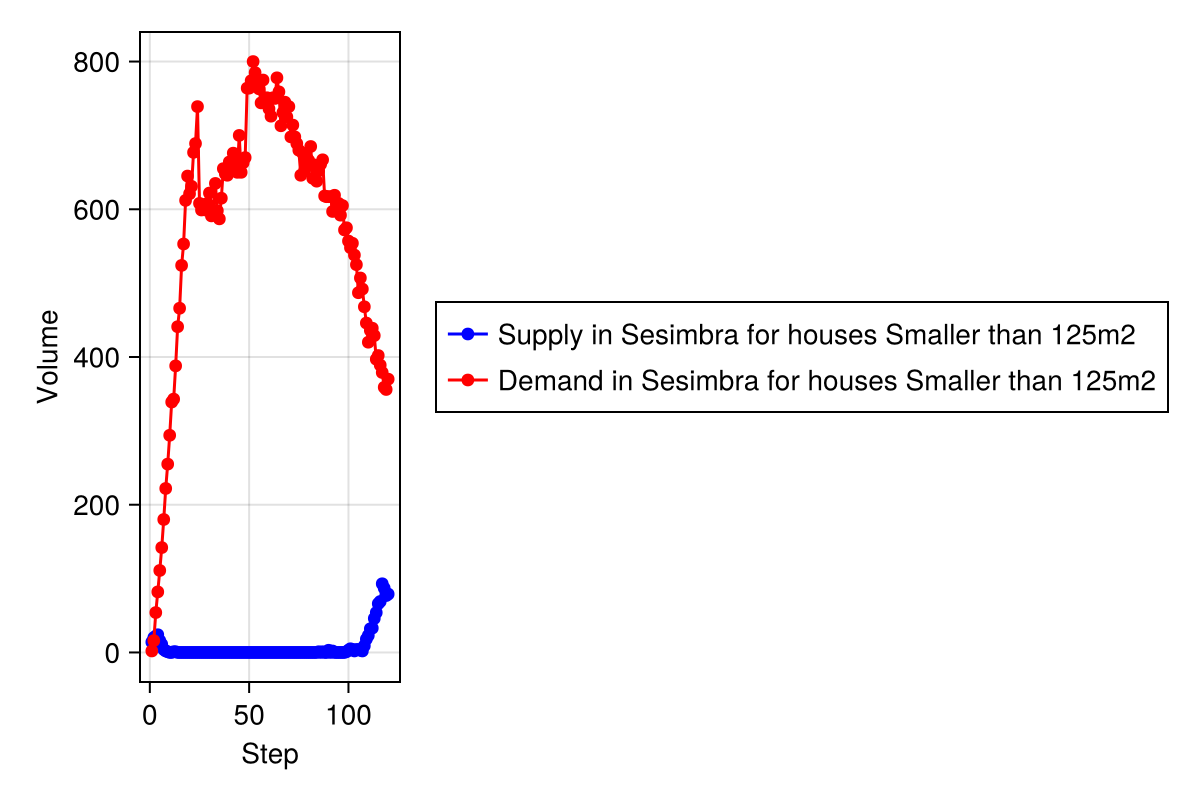 800
600
400
200
0
Volume
0 50 100
Step
Supply in Sesimbra for houses Smaller than 125m2
Demand in Sesimbra for houses Smaller than 125m2